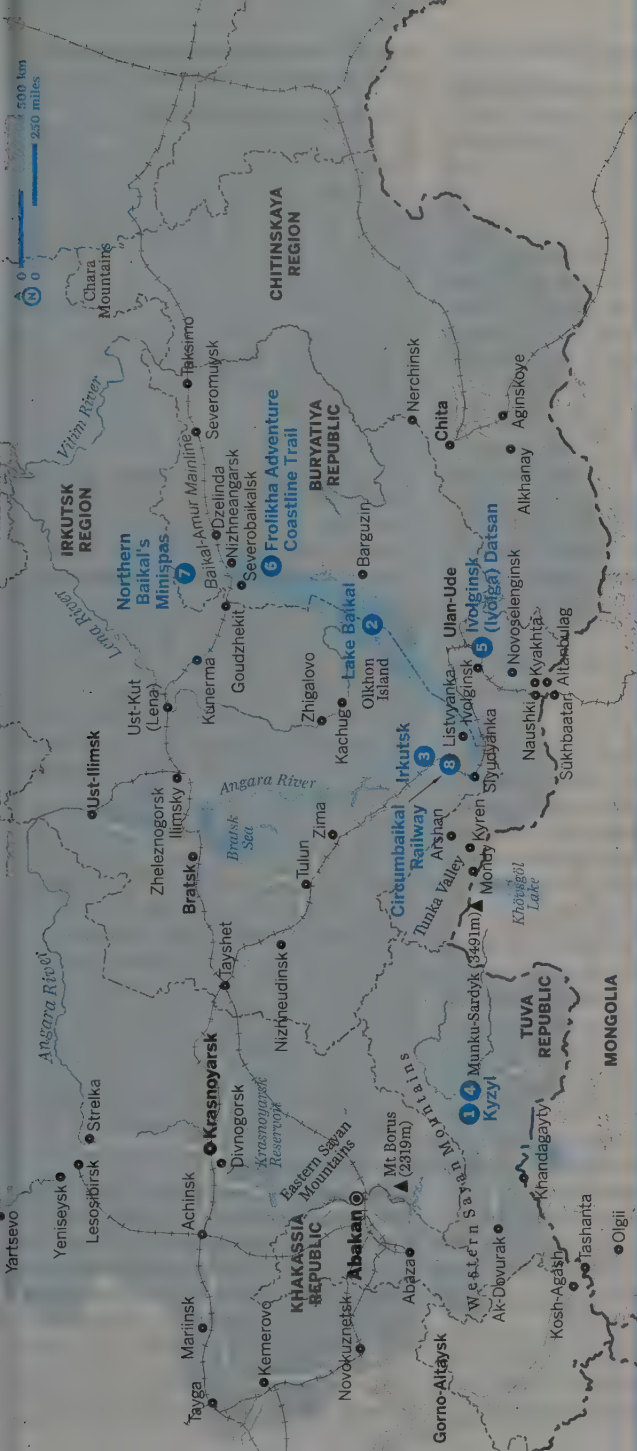 0 500 km
0 250 miles
N
Yartsevo
Yeniseysk
Lesosibirsk
Strelka
Angara River
Ust-Ilimsk
Zheleznogorsk
Ilimsky
Bratsk
Bratsk
Sea
Angara River
Ust-Kut
(Lena)
Lena River
IRKUTSK
REGION
Vitim River
Chara
Mountains
Northern
Baikal's
Minispas
7
Kunerma
Goudzhekit
Baikal-Amur Mainline
Dzelinda
Nizhneangarsk
Severobaikalsk
Severomuysk
Taksimo
6 Frolikha Adventure
Coastline Trail
CHITINSKAYA
REGION
BURYATIYA
REPUBLIC
Tayga
Mariinsk
Achinsk
Krasnoyarsk
Divnogorsk
Krasnoyarsk
Reservoir
Tayshet
Nizhneudinsk
Tulun
Zima
Zhigalovo
Kachug
Lake Baikal
2
Olkhon
Island
Barguzin
Nerchinsk
Chita
Aginskoye
Alkhanay
Kemerovo
Novokuznetsk
KHAKASSIA
REPUBLIC
Abakan
Abaza
Eastern Sayan
Mountains
Mt Borus
(2319m)
Western Sayan Mountains
Irkutsk
3
Circumbaikal
Railway
8
Listvyanka
Slyudyanka
Arshan
Tunka Valley
Kyren
Mondy
Munku-Sardyk (3491m)
Khövsgöl
Lake
Ulan-Ude
Ivolginsk
5 Ivolginsk
(Ivolga) Datsan
Novoselenginsk
Naushki
Kyakhta
Altanbulag
Sükhbaatar
Gorno-Altaysk
Ak-Dovurak
1 4
Kyzyl
TUVA
REPUBLIC
Khandagayty
Kosh-Agash
Tashanta
Olgii
MONGOLIA